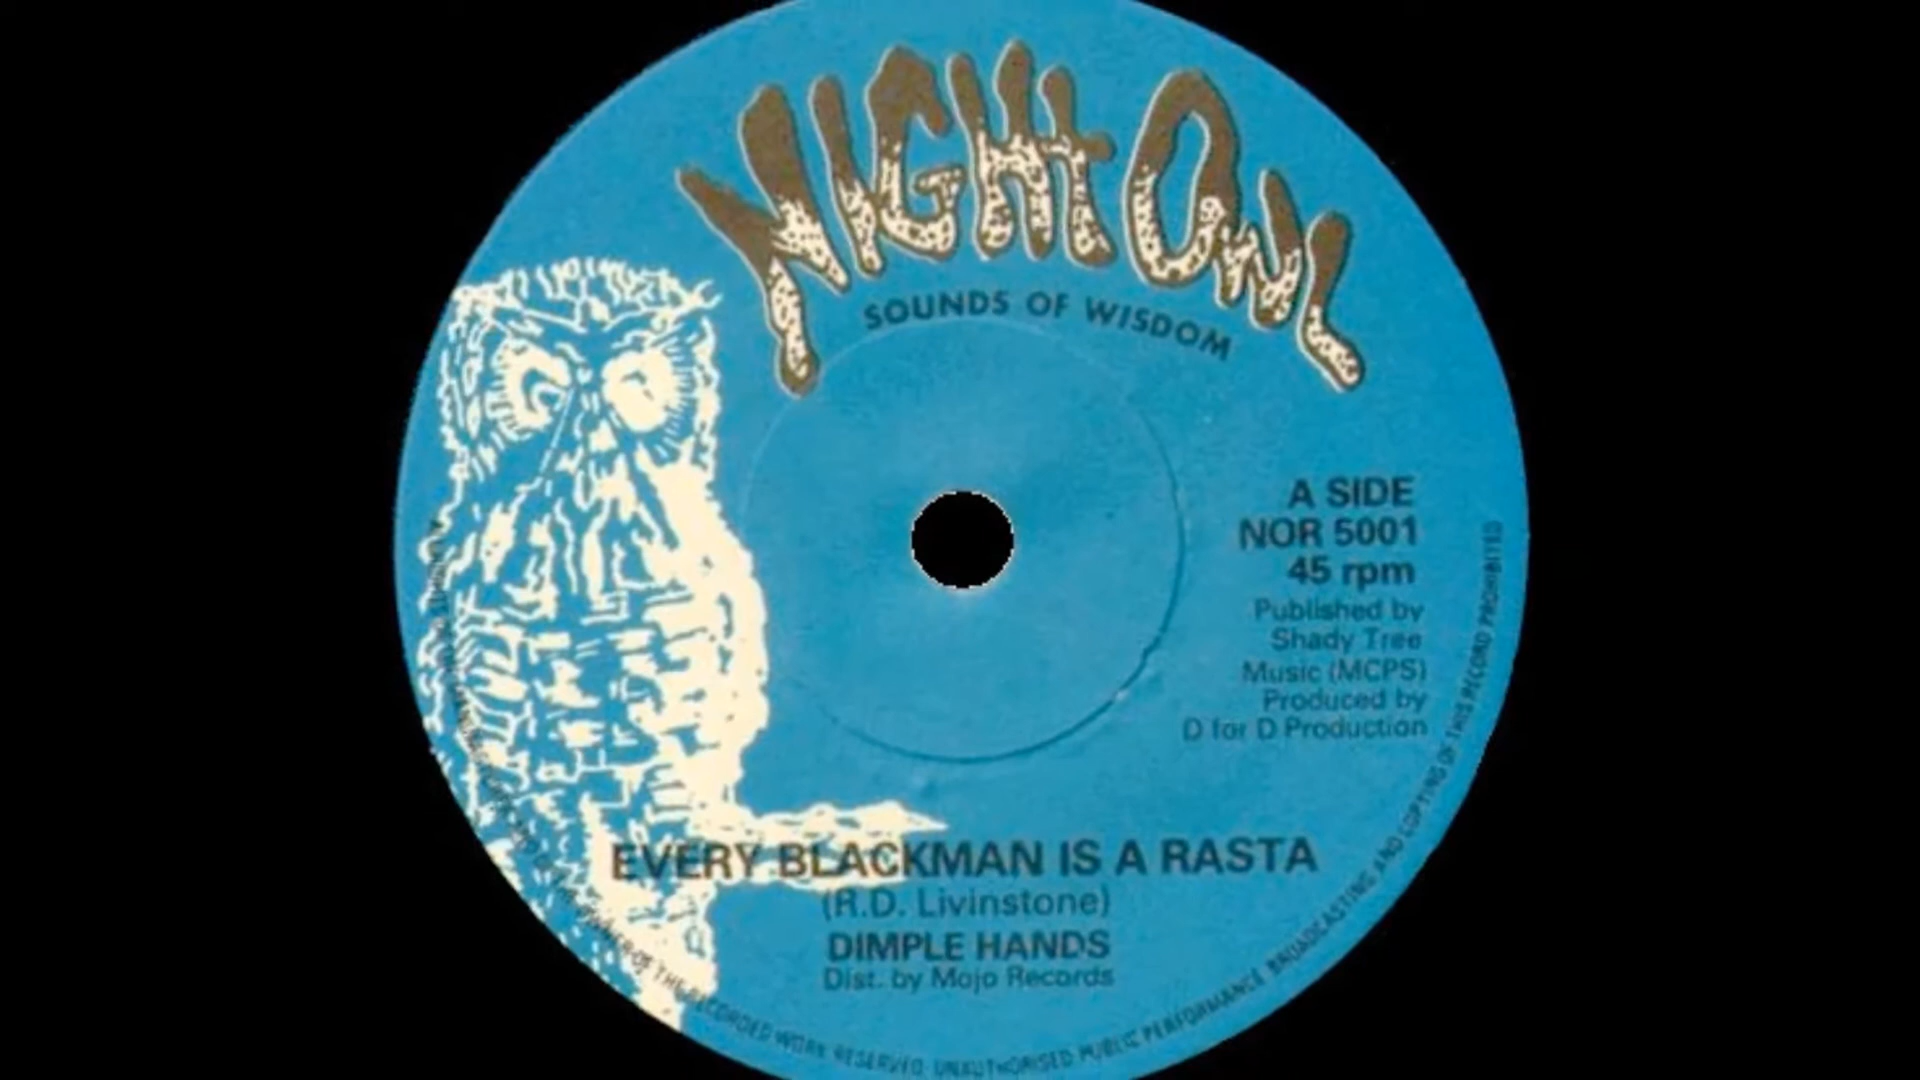 NIGHT OWL
SOUNDS OF WISDOM
A SIDE
NOR 5001
45 rpm
Published by
Shady Tree
Music (MCPS)
Produced by
D for D Production
EVERY BLACKMAN IS A RASTA
(R.D. Livinstone)
DIMPLE HANDS
Dist. by Mojo Records
OF THE RECORDED WORK RESERVED. UNAUTHORISED PUBLIC PERFORMANCE BROADCASTING AND COPYING OF THIS RECORD PROHIBITED